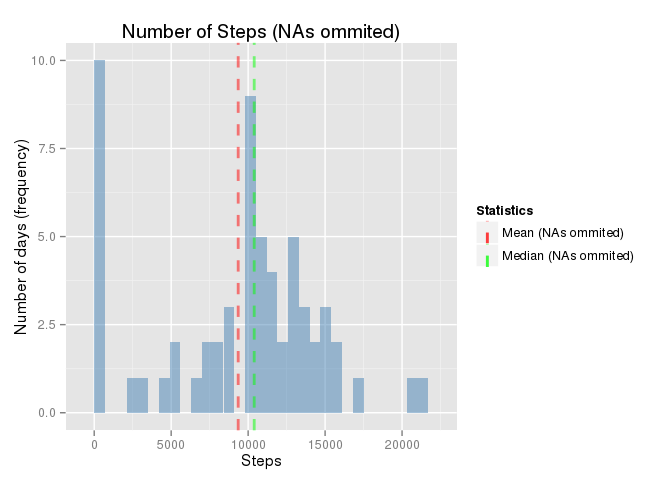 Number of Steps (NAs ommited)
10.0
7.5
5.0
2.5
0.0
Number of days (frequency)
0 5000 10000 15000 20000
Steps
Statistics
Mean (NAs ommited)
Median (NAs ommited)